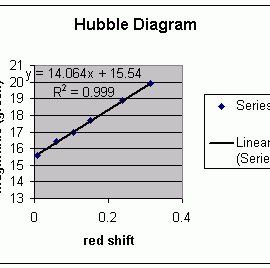 Hubble Diagram
y = 14.064x + 15.54
R² = 0.999
21
20
19
18
17
16
15
14
13
0
0.2
0.4
red shift
Series
Linear
(Serie